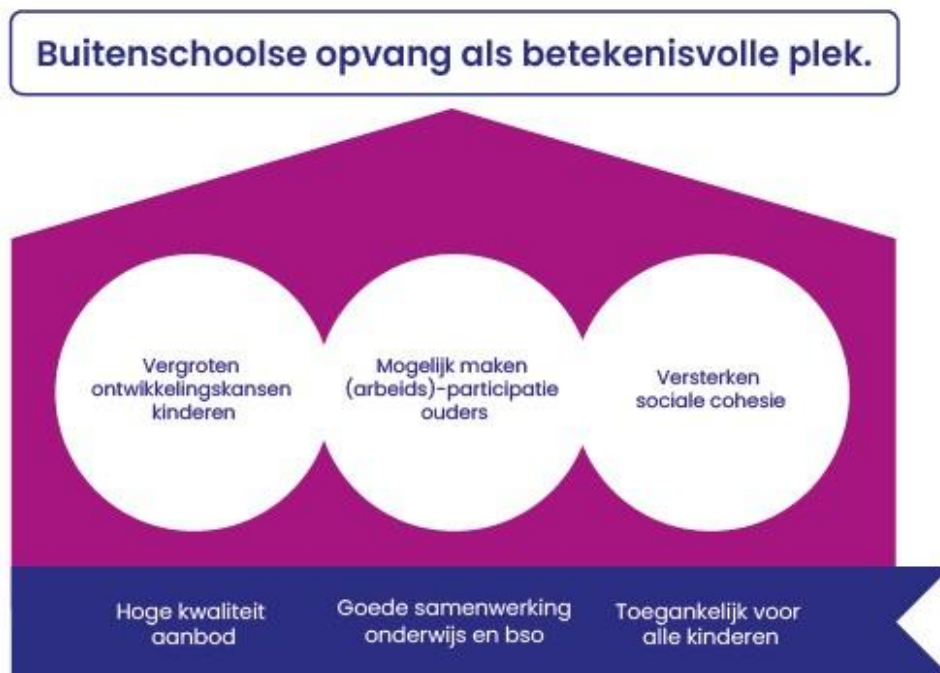 Buitenschoolse opvang als betekenisvolle plek.
Vergroten
ontwikkelingskansen
kinderen
Mogelijk maken
(arbeids)-participatie
ouders
Versterken
sociale cohesie
Hoge kwaliteit
aanbod
Goede samenwerking
onderwijs en bso
Toegankelijk voor
alle kinderen